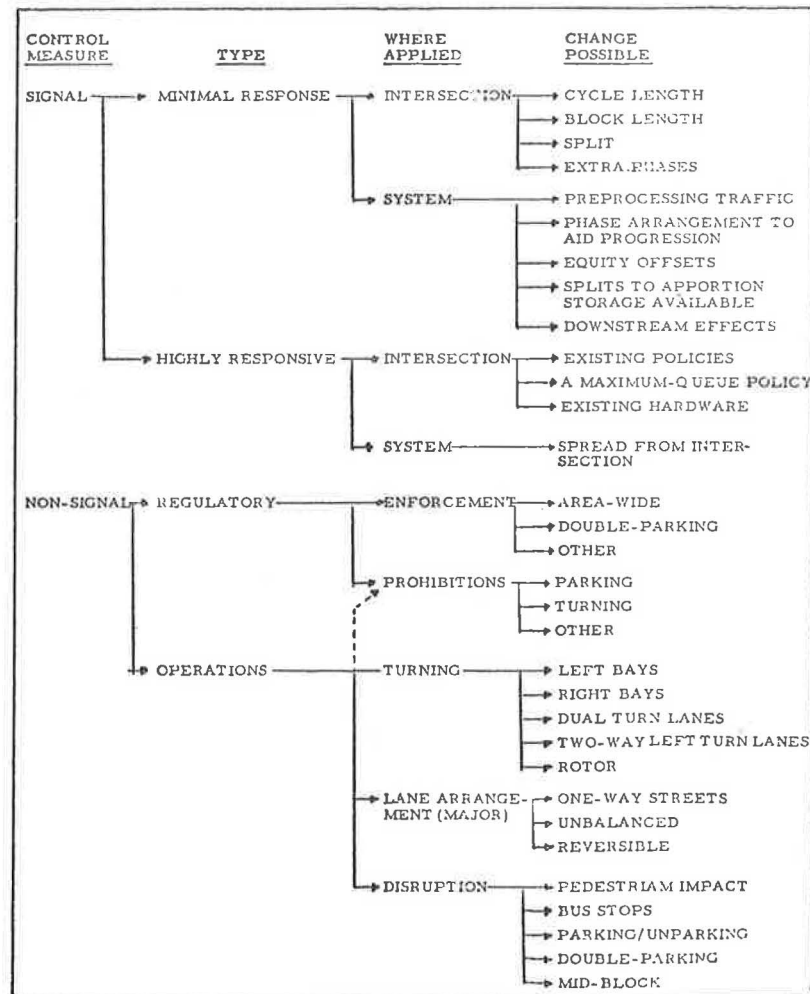 CONTROL MEASURE TYPE WHERE APPLIED CHANGE POSSIBLE
SIGNAL MINIMAL RESPONSE INTERSECTION CYCLE LENGTH
BLOCK LENGTH
SPLIT
EXTRA.PHASES
SYSTEM PREPROCESSING TRAFFIC
PHASE ARRANGEMENT TO
AID PROGRESSION
EQUITY OFFSETS
SPLITS TO APPORTION
STORAGE AVAILABLE
DOWNSTREAM EFFECTS
HIGHLY RESPONSIVE INTERSECTION EXISTING POLICIES
A MAXIMUM-QUEUE POLICY
EXISTING HARDWARE
SYSTEM SPREAD FROM INTER-
SECTION
NON-SIGNAL REGULATORY ENFORCEMENT AREA-WIDE
DOUBLE-PARKING
OTHER
PROHIBITIONS PARKING
TURNING
OTHER
OPERATIONS TURNING LEFT BAYS
RIGHT BAYS
DUAL TURN LANES
TWO-WAY LEFT TURN LANES
ROTOR
LANE ARRANGE- ONE-WAY STREETS
MENT (MAJOR) UNBALANCED
REVERSIBLE
DISRUPTION PEDESTRIAM IMPACT
BUS STOPS
PARKING/UNPARKING
DOUBLE-PARKING
MID-BLOCK